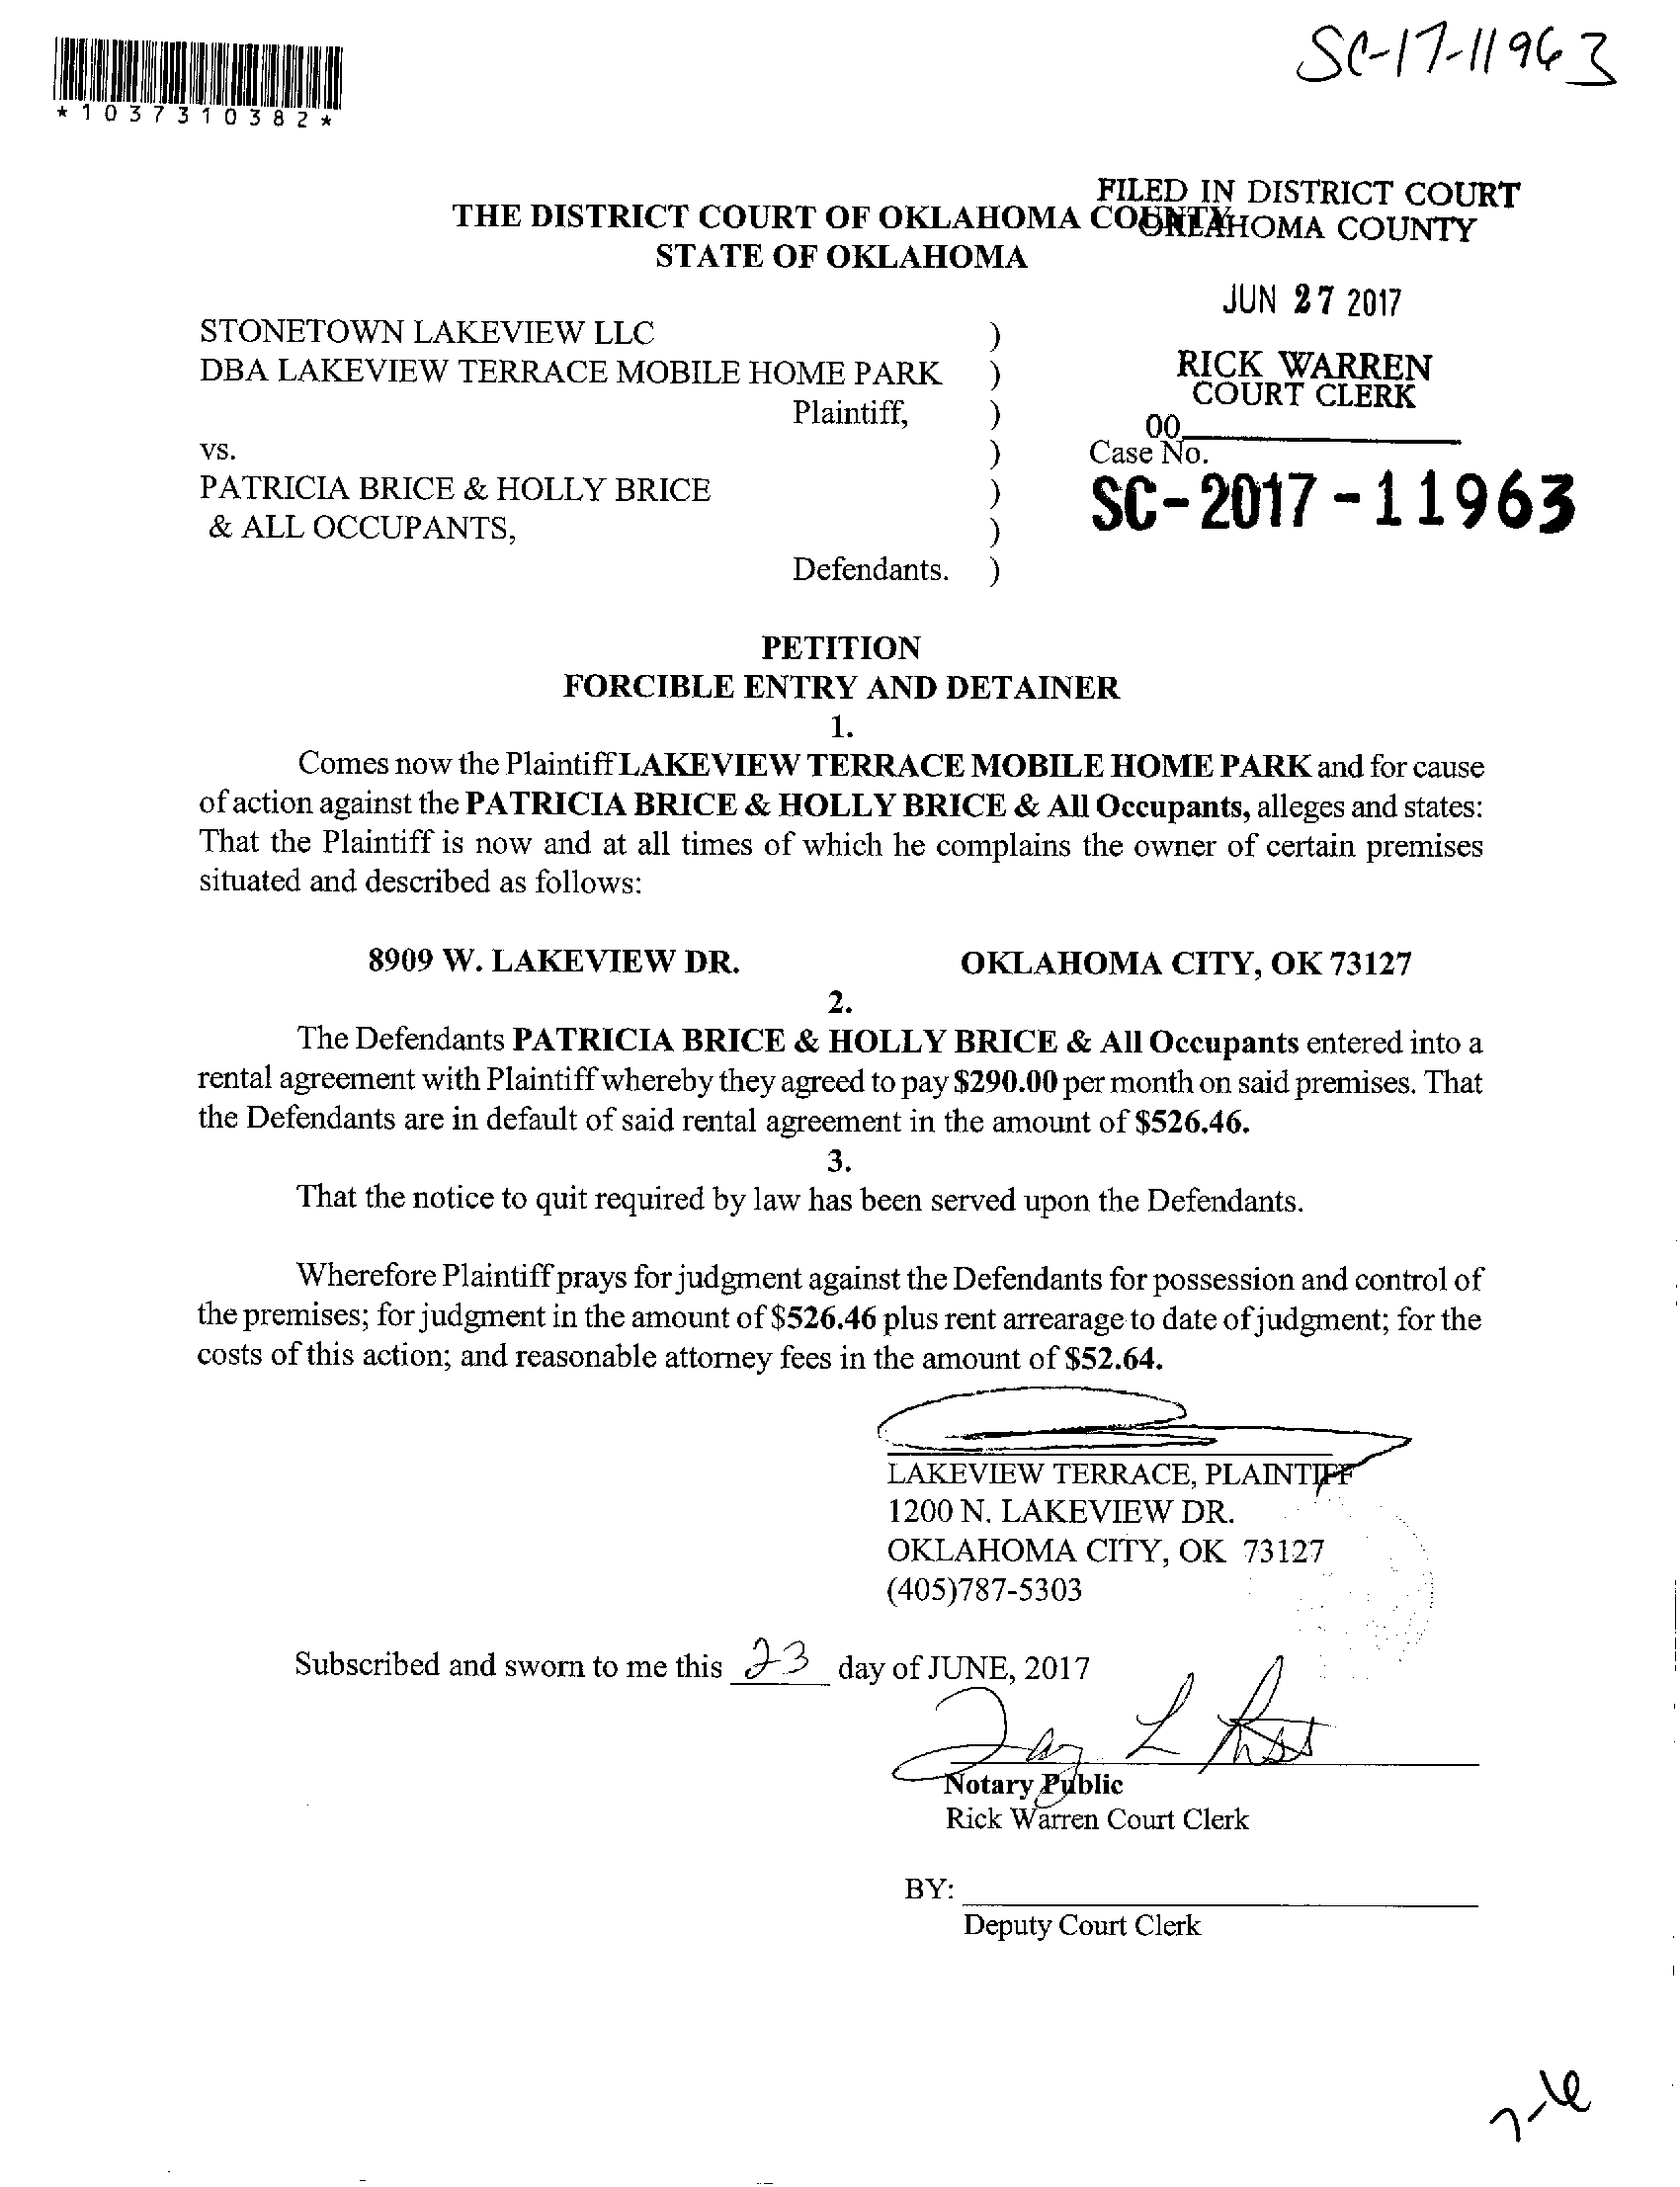 SC-17-11963
*1037310382*
FILED IN DISTRICT COURT
OKLAHOMA COUNTY
THE DISTRICT COURT OF OKLAHOMA COUNTY
STATE OF OKLAHOMA
JUN 27 2017
STONETOWN LAKEVIEW LLC )
DBA LAKEVIEW TERRACE MOBILE HOME PARK )
RICK WARREN
COURT CLERK
Plaintiff, )
00
vs. )
Case No.
PATRICIA BRICE & HOLLY BRICE )
SC-2017-11963
& ALL OCCUPANTS, )
Defendants. )
PETITION
FORCIBLE ENTRY AND DETAINER
1.
Comes now the Plaintiff LAKEVIEW TERRACE MOBILE HOME PARK and for cause
of action against the PATRICIA BRICE & HOLLY BRICE & All Occupants, alleges and states:
That the Plaintiff is now and at all times of which he complains the owner of certain premises
situated and described as follows:
8909 W. LAKEVIEW DR. OKLAHOMA CITY, OK 73127
2.
The Defendants PATRICIA BRICE & HOLLY BRICE & All Occupants entered into a
rental agreement with Plaintiff whereby they agreed to pay $290.00 per month on said premises. That
the Defendants are in default of said rental agreement in the amount of $526.46.
3.
That the notice to quit required by law has been served upon the Defendants.
Wherefore Plaintiff prays for judgment against the Defendants for possession and control of
the premises; for judgment in the amount of $526.46 plus rent arrearage to date of judgment; for the
costs of this action; and reasonable attorney fees in the amount of $52.64.
LAKEVIEW TERRACE, PLAINTIFF
1200 N. LAKEVIEW DR.
OKLAHOMA CITY, OK 73127
(405)787-5303
Subscribed and sworn to me this 23 day of JUNE, 2017
Notary Public
Rick Warren Court Clerk
BY:
Deputy Court Clerk
7-6